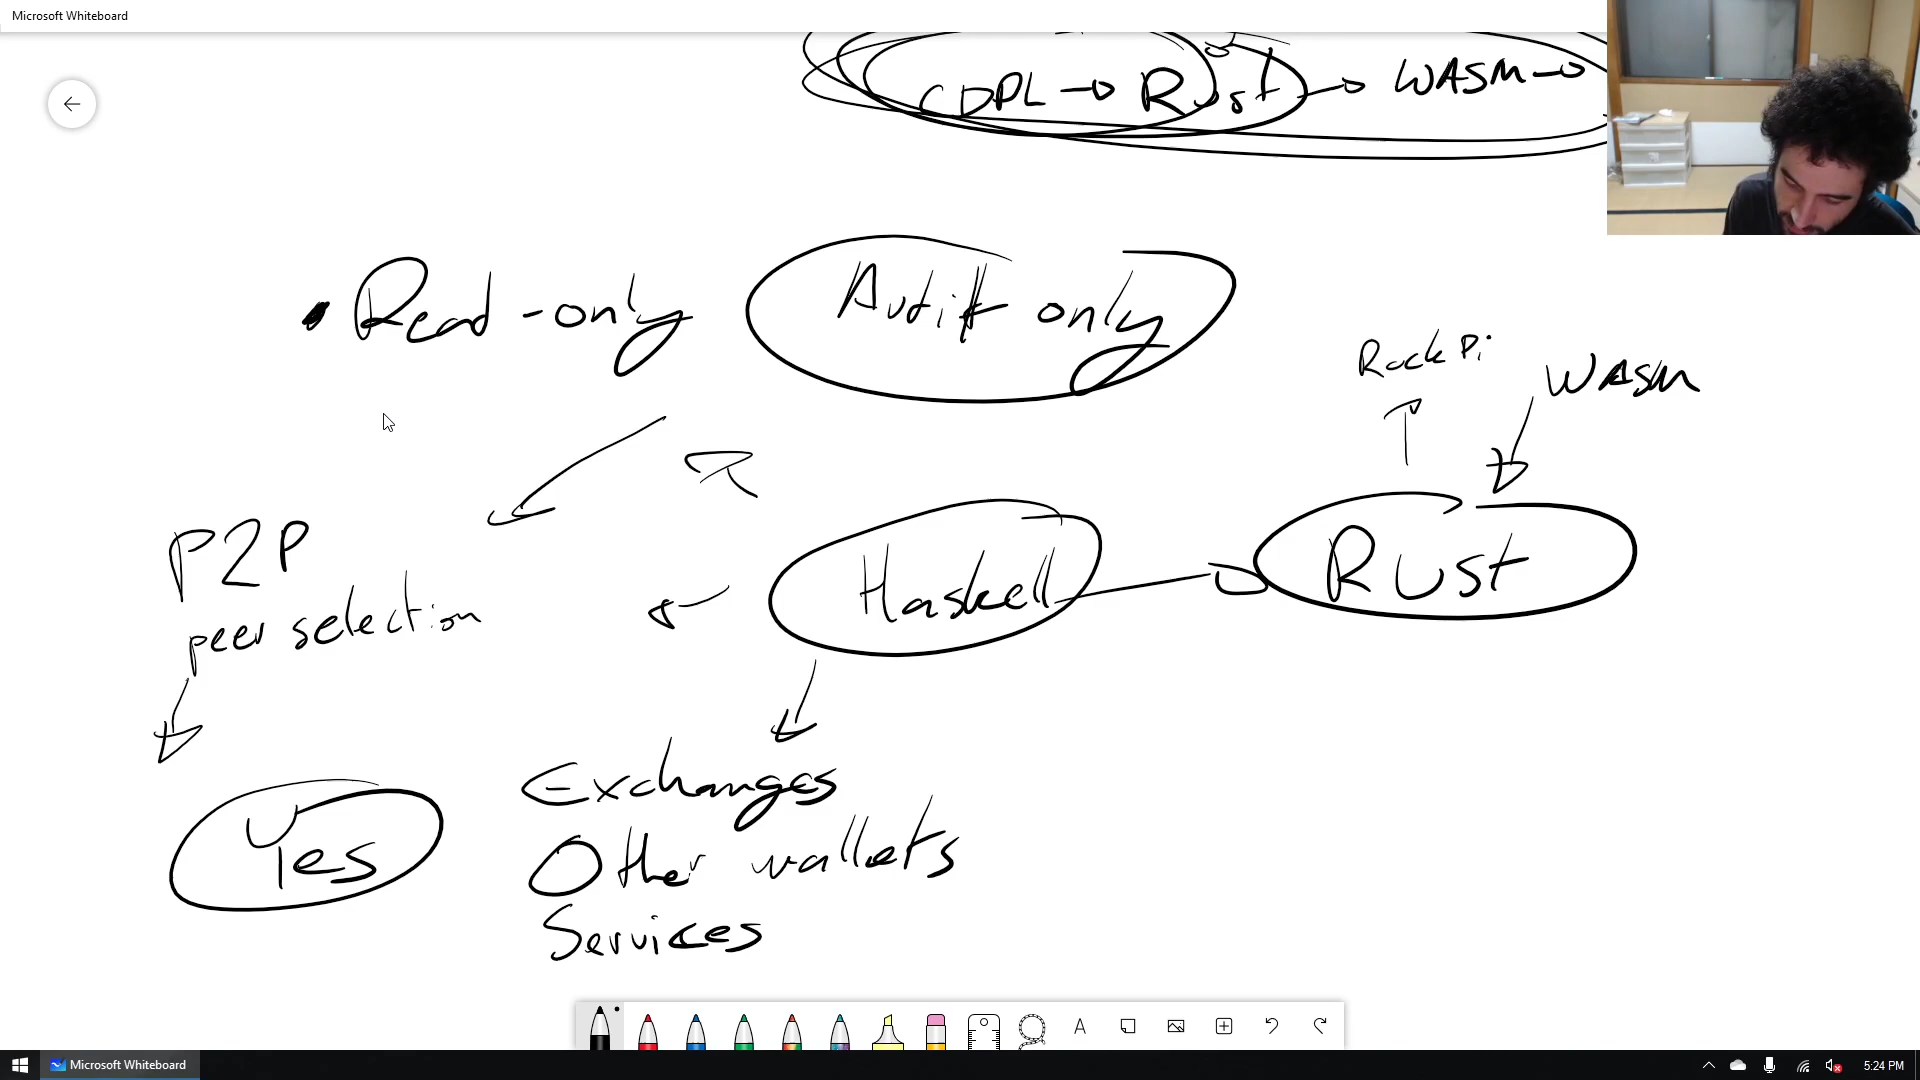 Microsoft Whiteboard
CDDL → Rust → WASM →
• Read-only
Audit only
Rock Pi
WASM
P2P
peer selection
Haskell
Rust
Yes
Exchanges
Other wallets
Services
Microsoft Whiteboard
5:24 PM